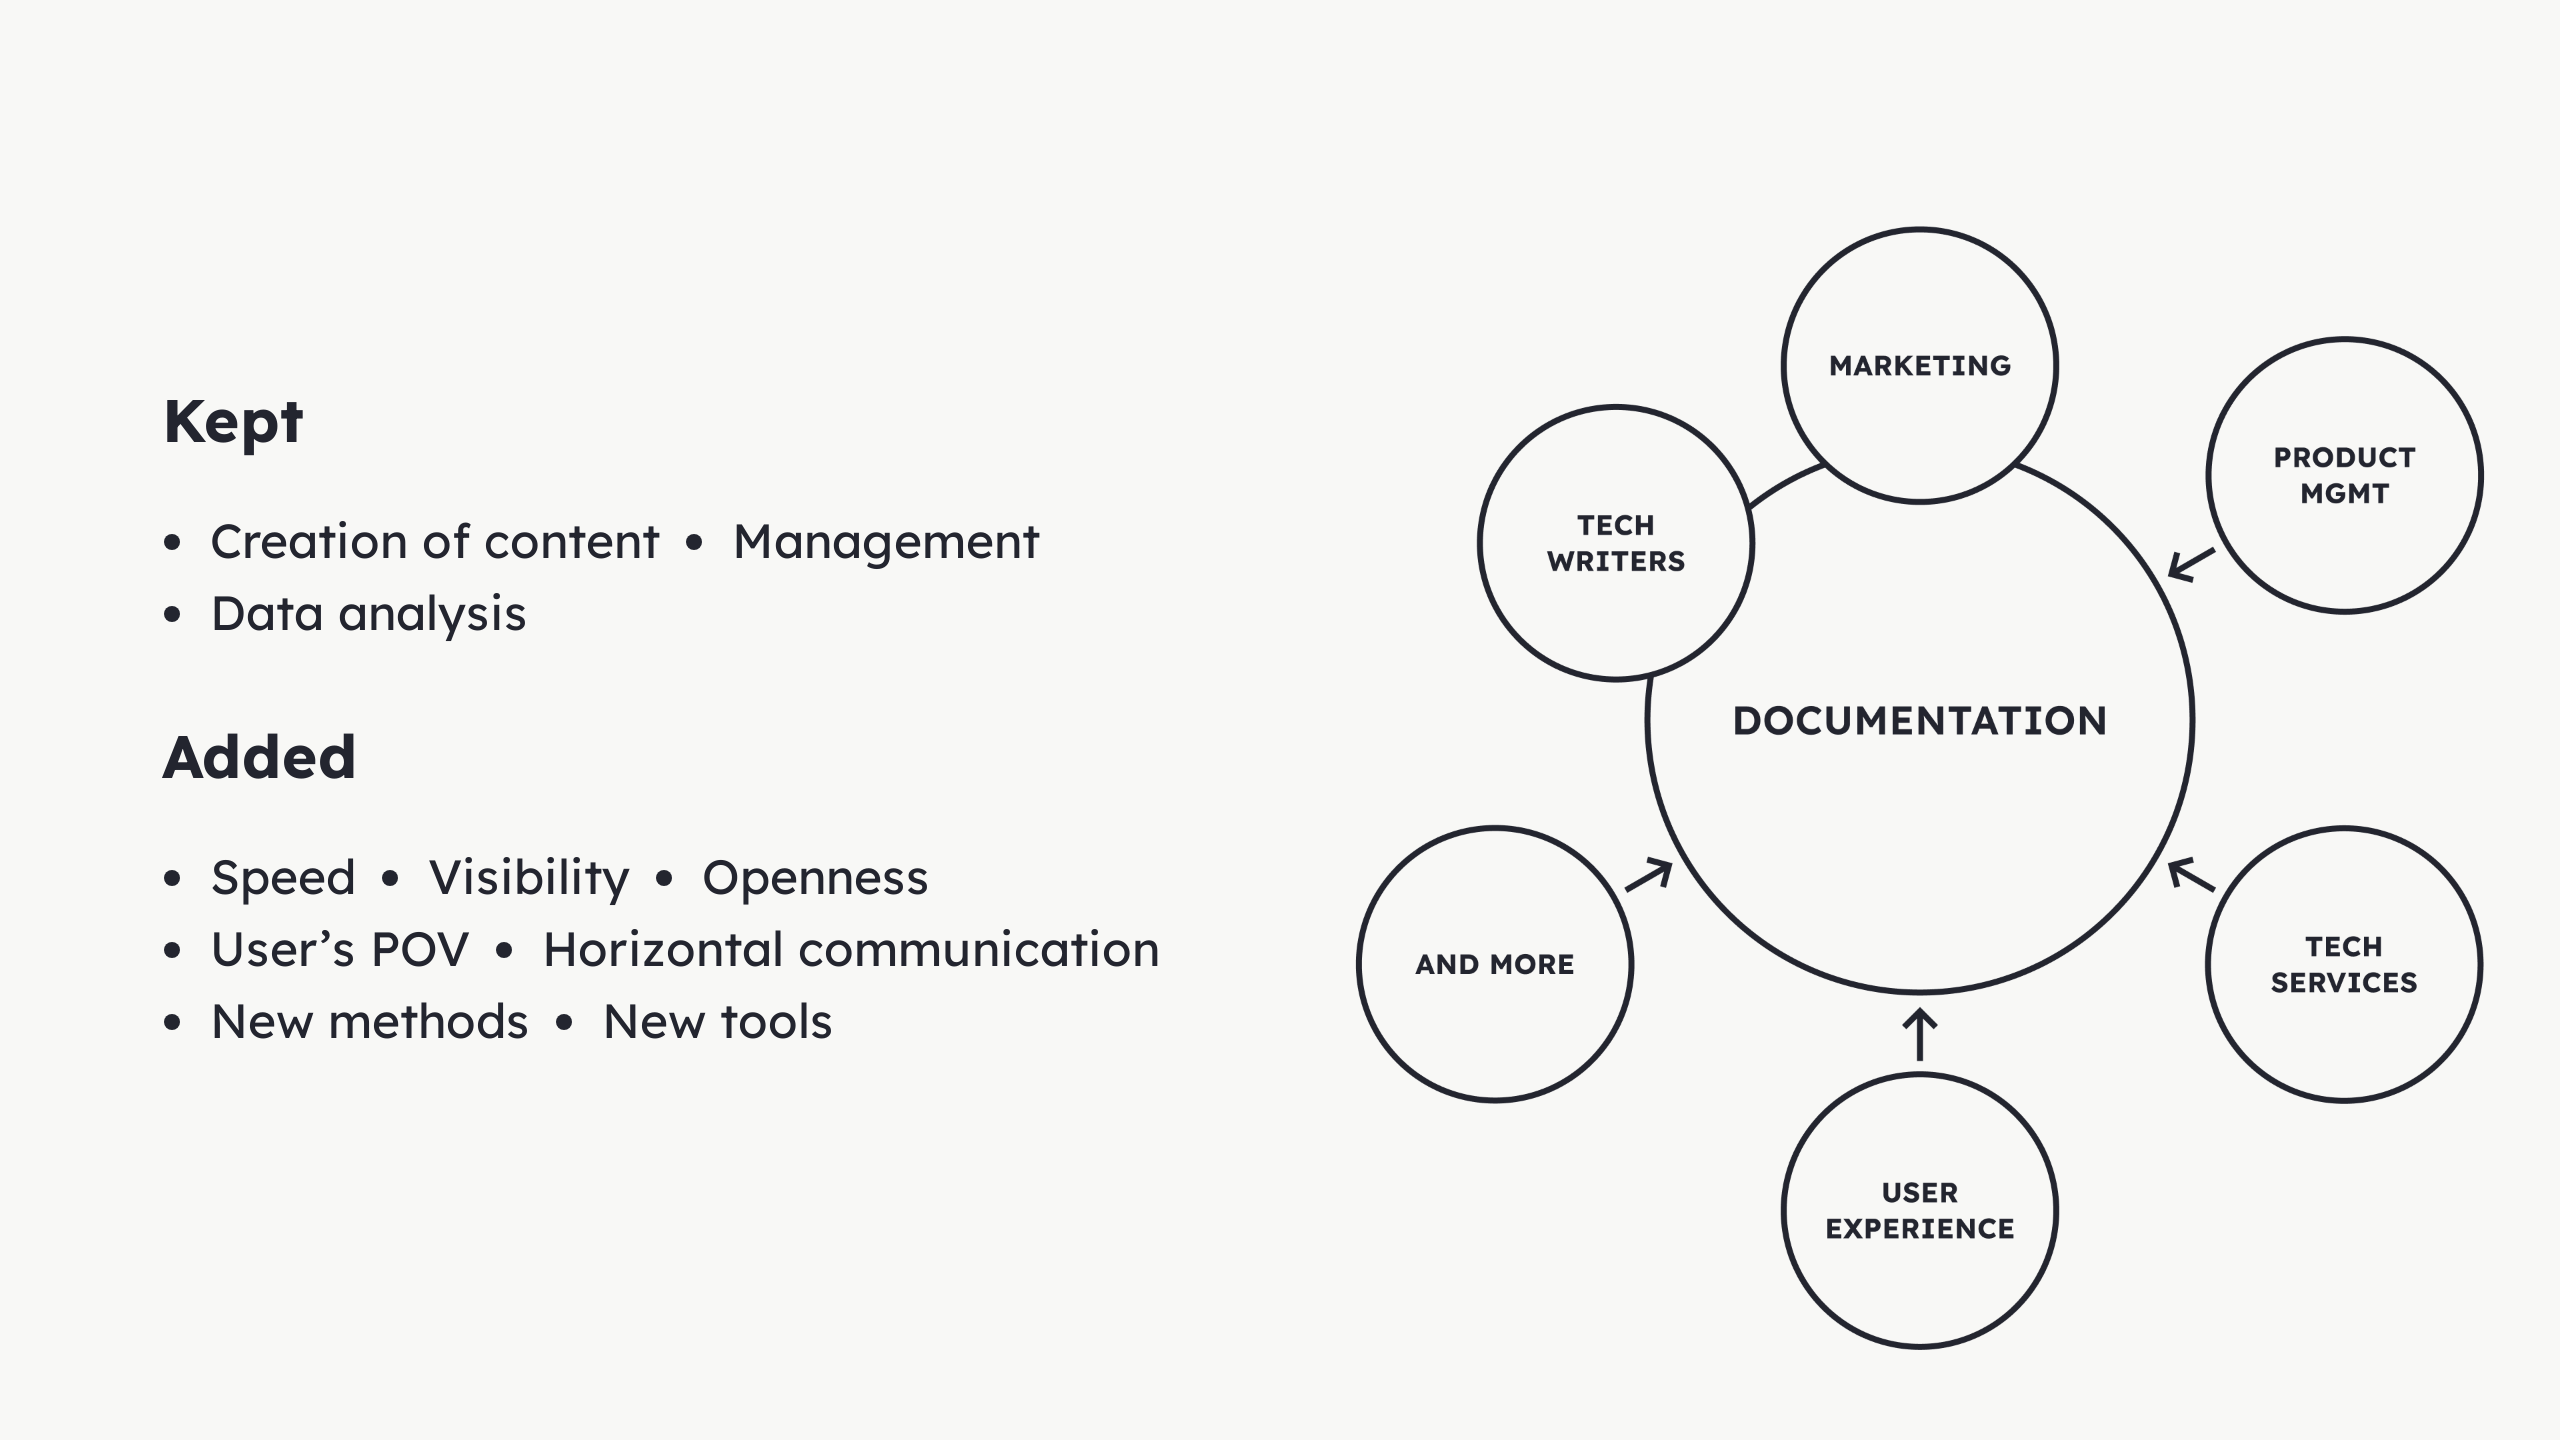 Kept
• Creation of content • Management
• Data analysis
Added
• Speed • Visibility • Openness
• User’s POV • Horizontal communication
• New methods • New tools
MARKETING
PRODUCT
MGMT
TECH
WRITERS
DOCUMENTATION
AND MORE
TECH
SERVICES
USER
EXPERIENCE